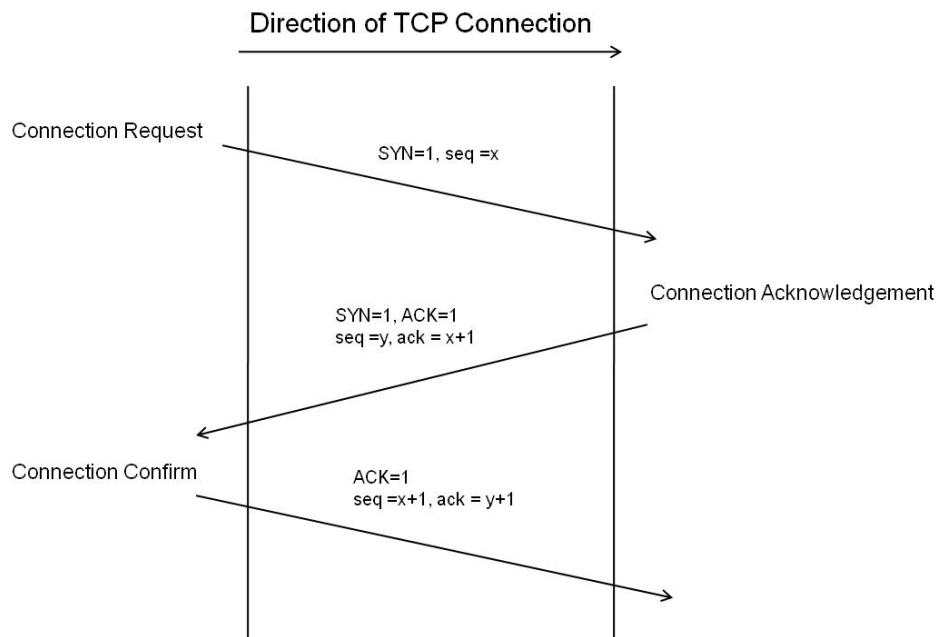 Direction of TCP Connection
Connection Request
SYN=1, seq =x
Connection Acknowledgement
SYN=1, ACK=1
seq =y, ack = x+1
Connection Confirm
ACK=1
seq =x+1, ack = y+1